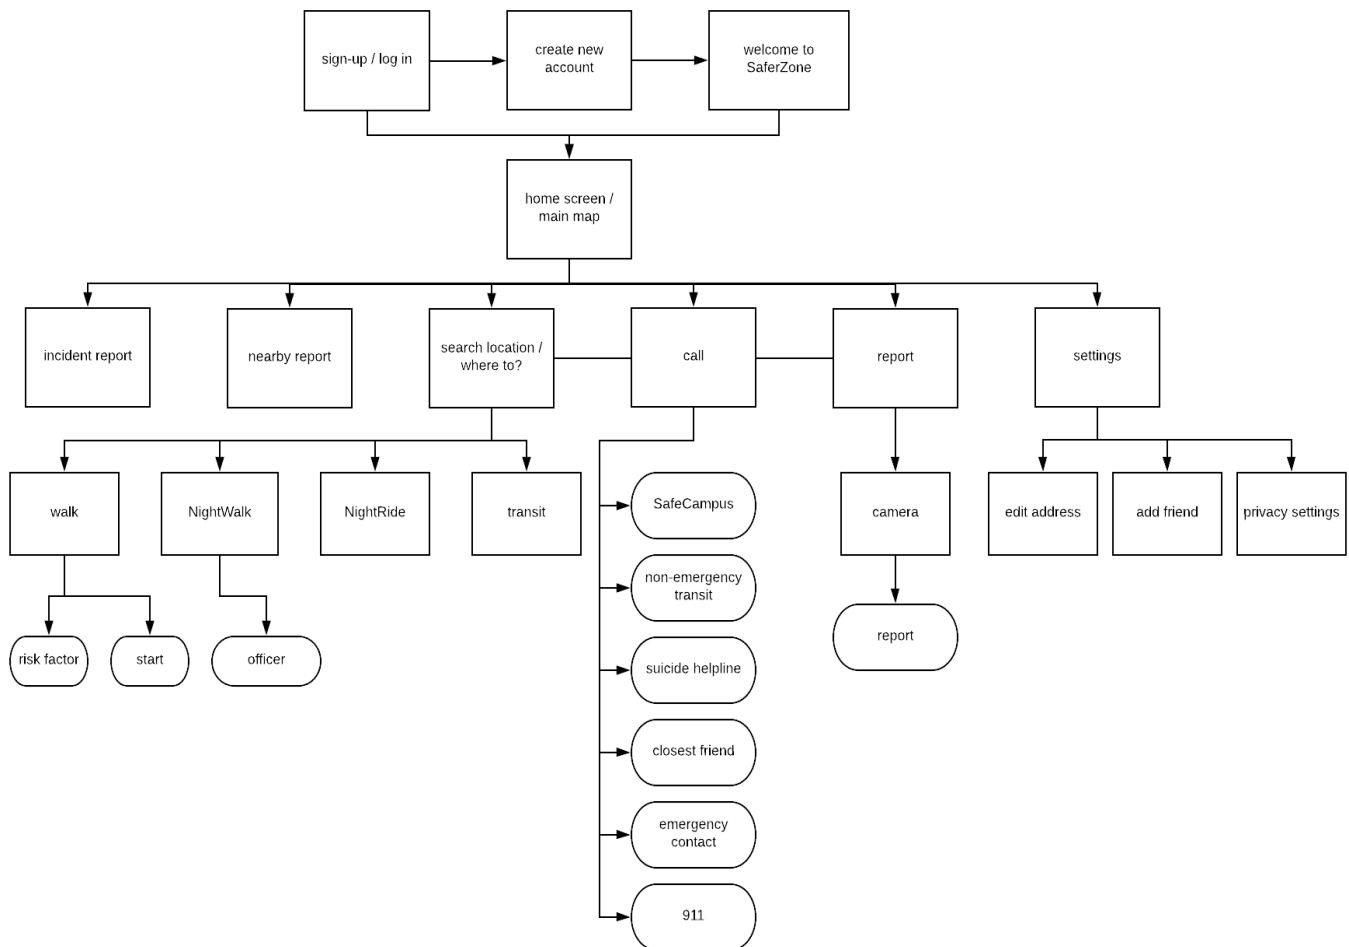 sign-up / log in
create new
account
welcome to
SaferZone
home screen /
main map
incident report
nearby report
search location /
where to?
call
report
settings
walk
NightWalk
NightRide
transit
SafeCampus
camera
edit address
add friend
privacy settings
non-emergency
transit
risk factor
start
officer
report
suicide helpline
closest friend
emergency
contact
911